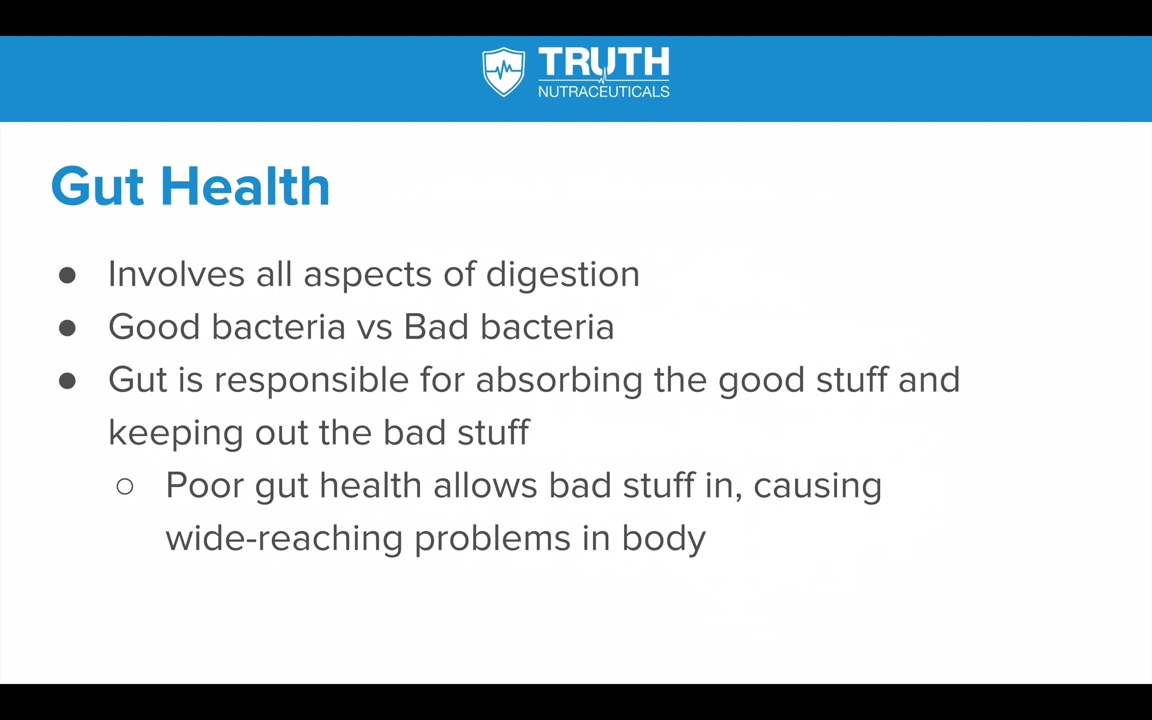 TRUTH
NUTRACEUTICALS
Gut Health
● Involves all aspects of digestion
● Good bacteria vs Bad bacteria
● Gut is responsible for absorbing the good stuff and
keeping out the bad stuff
○ Poor gut health allows bad stuff in, causing
wide-reaching problems in body